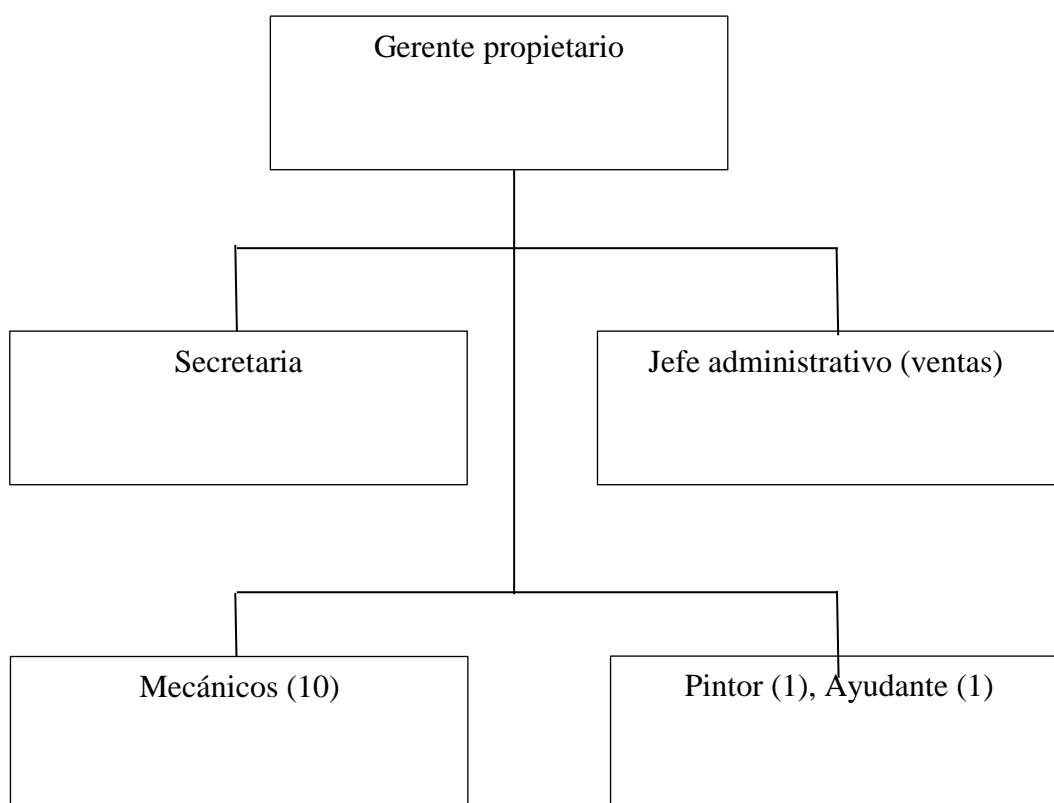 Gerente propietario
Secretaria
Jefe administrativo (ventas)
Mecánicos (10)
Pintor (1), Ayudante (1)